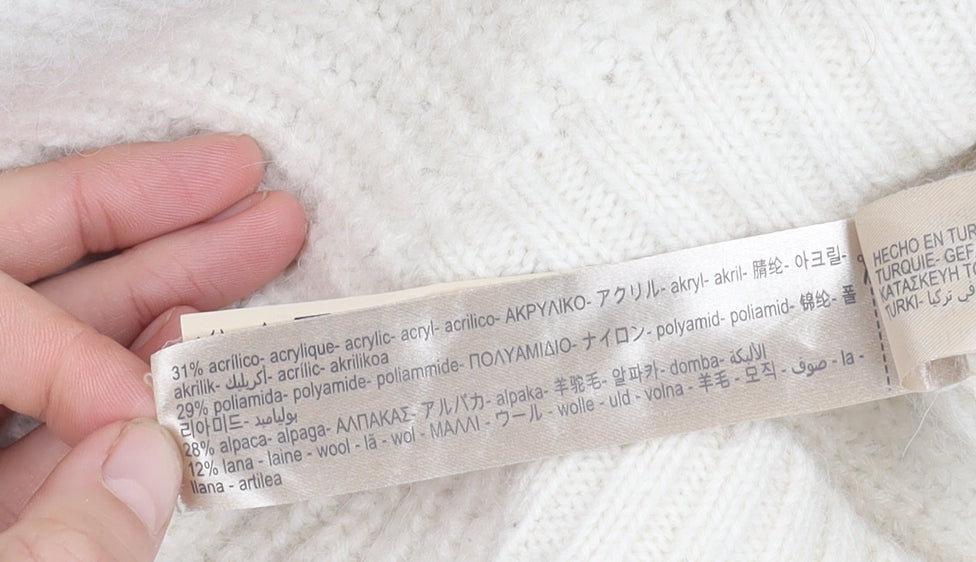 31% acrílico- acrylique- acrylic- acryl- acrilico- ΑΚΡΥΛΙΚΟ- アクリル- akryl- akril- 腈纶- 아크릴-
akrilik- أكريليك- acrílic- akrilikoa
29% poliamida- polyamide- poliammide- ΠΟΛΥΑΜΙΔΙΟ- ナイロン- polyamid- poliamid- 锦纶- 폴
리아미드- بولياميد
28% alpaca- alpaga- ΑΛΠΑΚΑΣ- アルパカ- alpaka- 羊驼毛- 알파카- domba- الألبكة
12% lana - laine - wool - lã - wol - ΜΑΛΛΙ - ウール - wolle - uld - volna - 羊毛 - 모직 - صوف - la -
llana - artilea
HECHO EN TUR
TURQUIE- GEF
ΚΑΤΑΣΚΕΥΗ Τ
TURKI- في تركيا